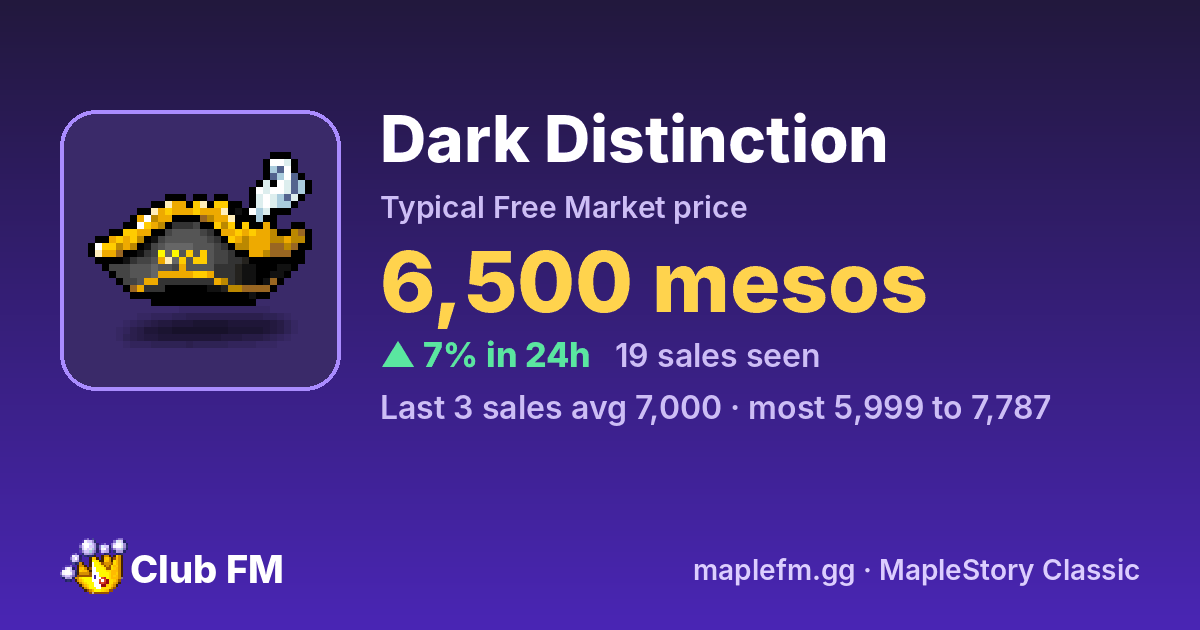 Dark Distinction
Typical Free Market price
6,500 mesos
▲ 7% in 24h 19 sales seen
Last 3 sales avg 7,000 · most 5,999 to 7,787
Club FM
maplefm.gg · MapleStory Classic